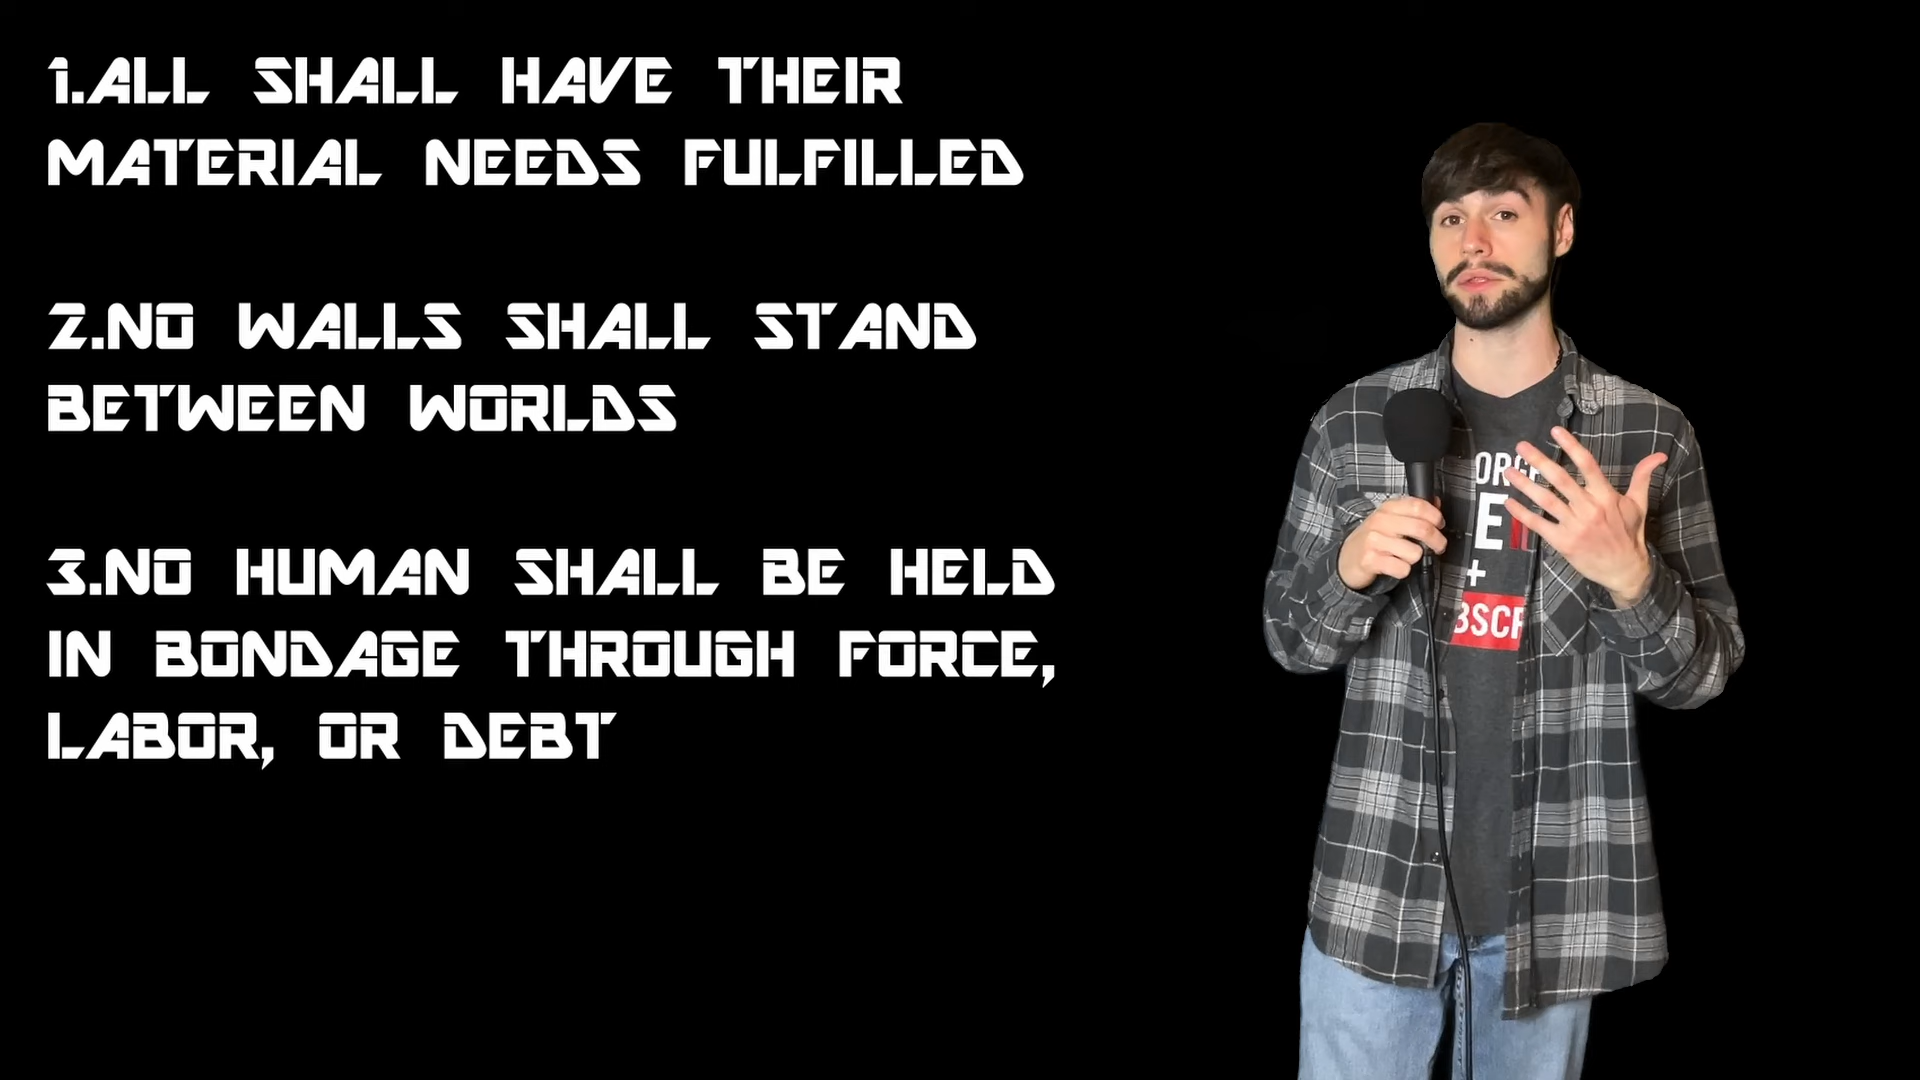 1.ALL SHALL HAVE THEIR
MATERIAL NEEDS FULFILLED
2.NO WALLS SHALL STAND
BETWEEN WORLDS
3.NO HUMAN SHALL BE HELD
IN BONDAGE THROUGH FORCE,
LABOR, OR DEBT
+